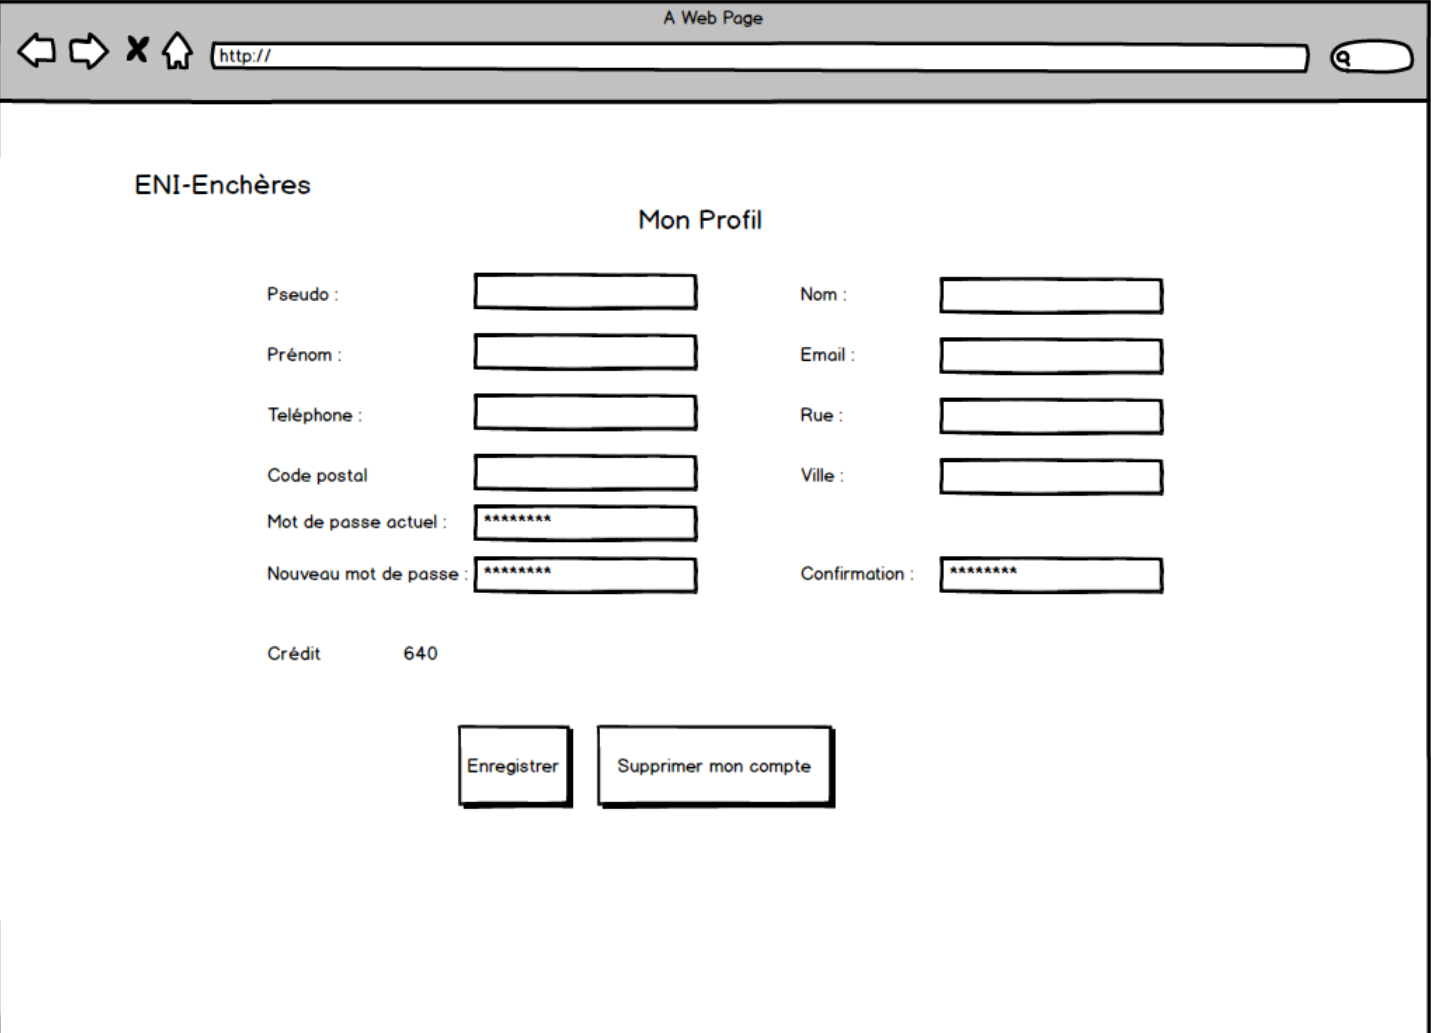 A Web Page
http://
ENI-Enchères
Mon Profil
Pseudo :
Nom :
Prénom :
Email :
Teléphone :
Rue :
Code postal
Ville :
Mot de passe actuel : ********
Nouveau mot de passe : ********
Confirmation : ********
Crédit 640
Enregistrer
Supprimer mon compte